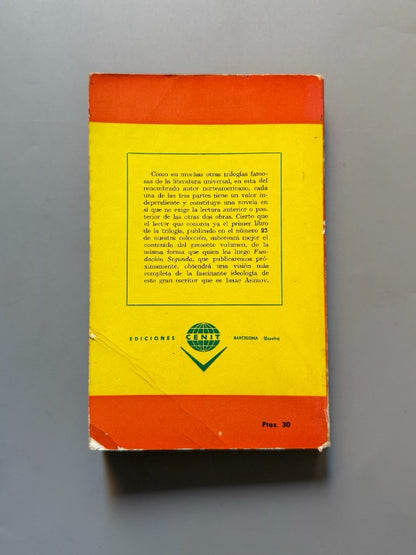 Como en muchas otras trilogías famo-
sas de la literatura universal, en esta del
renombrado autor norteamericano, cada
una de las tres partes tiene un valor in-
dependiente y constituye una novela en
sí que no exige la lectura anterior o pos-
terior de las otras dos obras. Cierto que
el lector que conozca ya el primer libro
de la trilogía, publicado en el número 23
de nuestra colección, saboreará mejor el
contenido del presente volumen, de la
misma forma que quien lea luego Fun-
dación Segunda, que publicaremos pró-
ximamente, obtendrá una visión más
completa de la fascinante ideología de
este gran escritor que es Isaac Asimov.
EDICIONES CENIT BARCELONA (España)
Ptas. 30